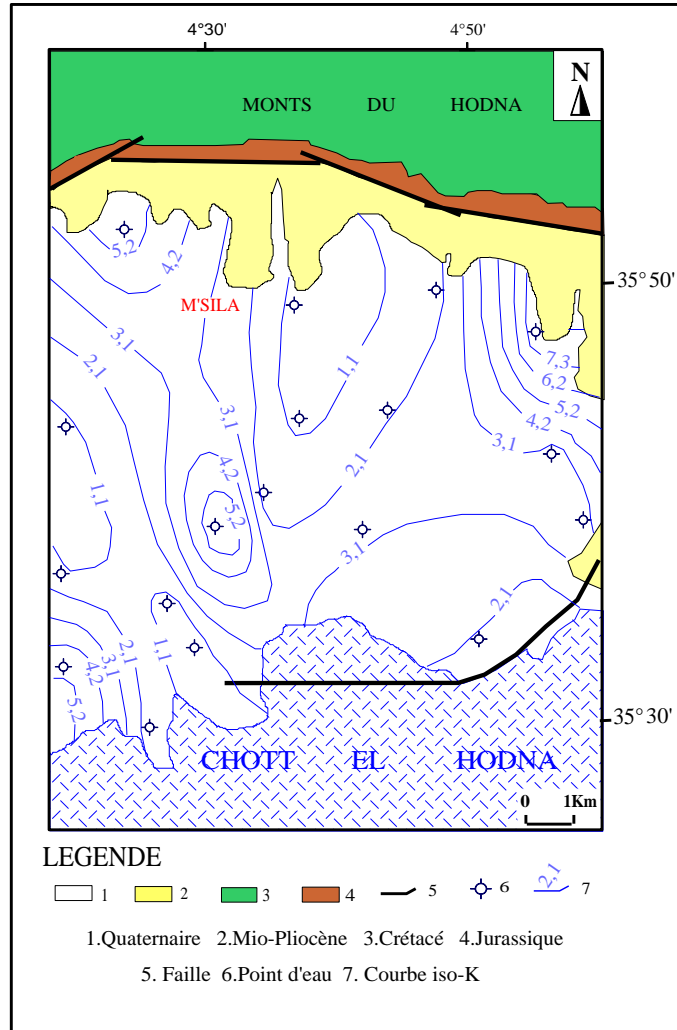 4°30' 4°50'
N
MONTS DU HODNA
5,2
4,2
35°50'
M'SILA
3,1
2,1
1,1
7,3
6,2
5,2
4,2
3,1
3,1
2,1
4,2
1,1
5,2
3,1
2,1
2,1
1,1
3,1
4,2
5,2
35°30'
CHOTT EL HODNA
0 1Km
LEGENDE
1 2 3 4 5 6 2,1 7
1.Quaternaire 2.Mio-Pliocène 3.Crétacé 4.Jurassique
5. Faille 6.Point d'eau 7. Courbe iso-K